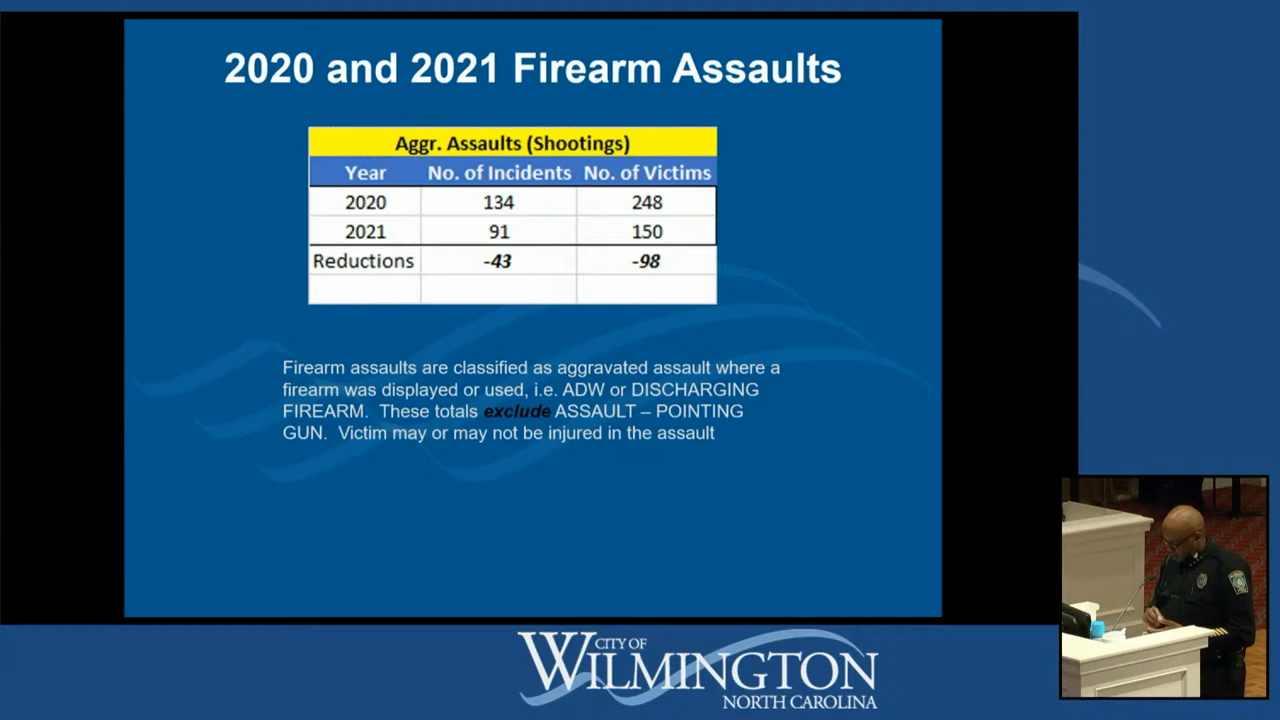 2020 and 2021 Firearm Assaults
Aggr. Assaults (Shootings)
Year No. of Incidents No. of Victims
2020 134 248
2021 91 150
Reductions -43 -98
Firearm assaults are classified as aggravated assault where a
firearm was displayed or used, i.e. ADW or DISCHARGING
FIREARM. These totals exclude ASSAULT – POINTING
GUN. Victim may or may not be injured in the assault
CITY OF
WILMINGTON
NORTH CAROLINA